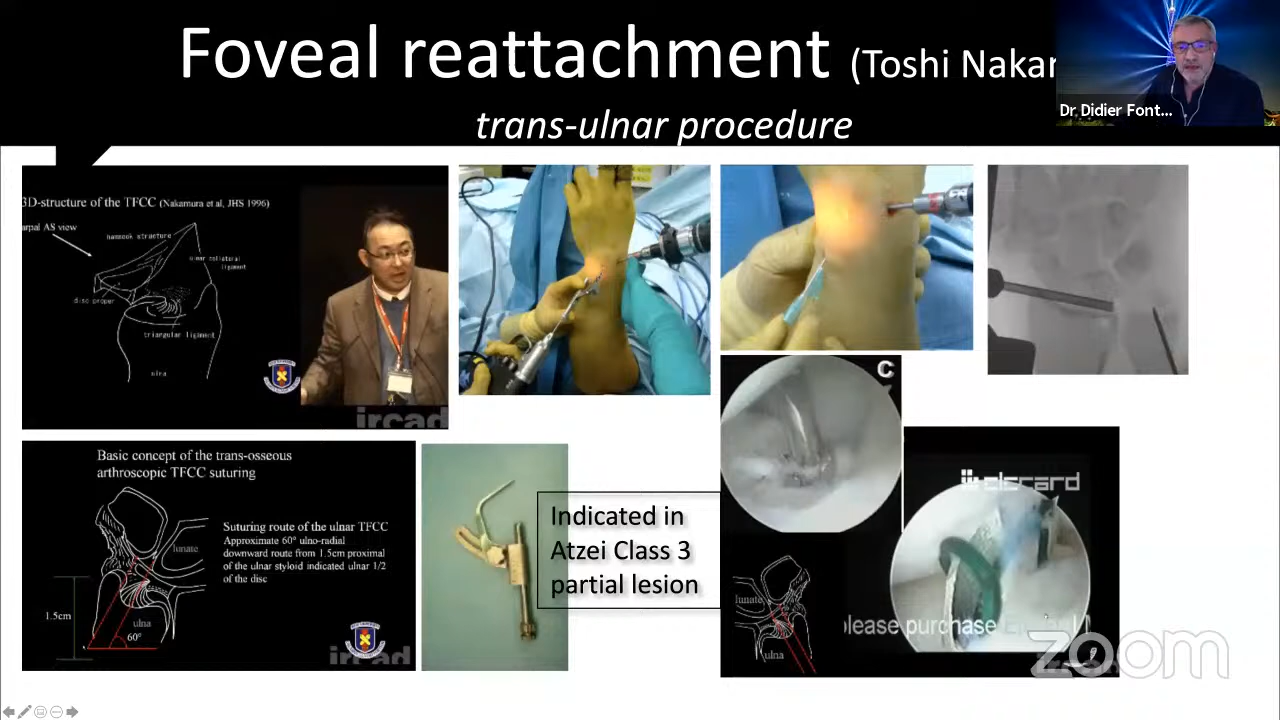 Foveal reattachment (Toshi Nakar
trans-ulnar procedure
Dr Didier Font...
3D-structure of the TFCC (Nakamura et al, JHS 1996)
arpal AS view
hammock structure
ulnar collateral
ligament
disc proper
triangular ligament
ulna
ircad
Basic concept of the trans-osseous
arthroscopic TFCC suturing
Suturing route of the ulnar TFCC
Approximate 60° ulno-radial
downward route from 1.5cm proximal
of the ulnar styloid indicated ulnar 1/2
of the disc
lunate
1.5cm
ulna
60°
ircad
Indicated in
Atzei Class 3
partial lesion
C
lunate
ulna
please purchase
zoom